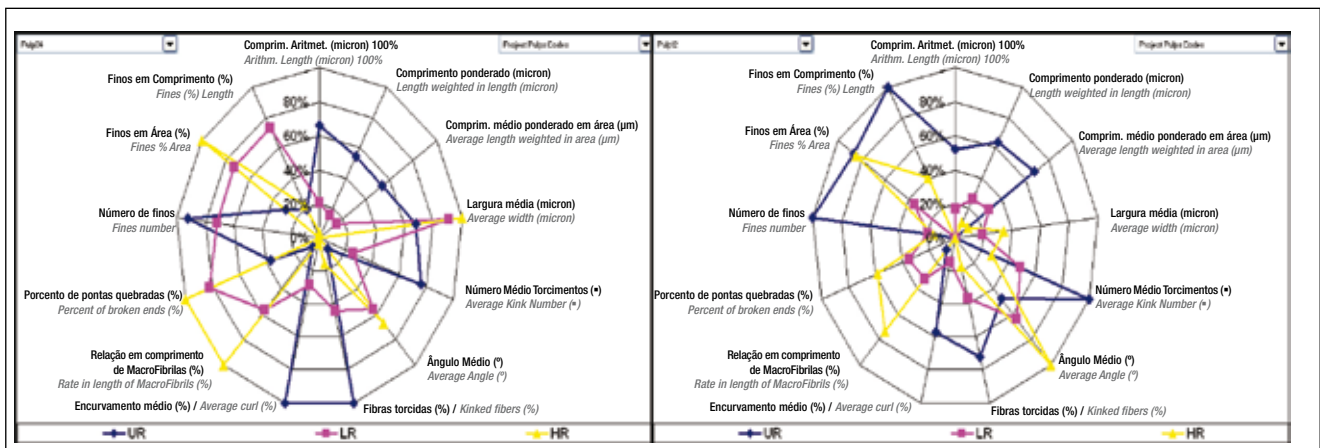 Pulp04
Project Pulps Codes
Comprim. Aritmet. (micron) 100%
Arithm. Length (micron) 100%
Finos em Comprimento (%)
Fines (%) Length
Comprimento ponderado (micron)
Length weighted in length (micron)
80%
Finos em Área (%)
Fines % Area
Comprim. médio ponderado em área (µm)
Average length weighted in area (µm)
60%
40%
Número de finos
Fines number
Largura média (micron)
Average width (micron)
20%
0%
Porcento de pontas quebradas (%)
Percent of broken ends (%)
Número Médio Torcimentos (•)
Average Kink Number (•)
Relação em comprimento
de MacroFibrilas (%)
Rate in length of MacroFibrils (%)
Ângulo Médio (º)
Average Angle (º)
Encurvamento médio (%) / Average curl (%)
Fibras torcidas (%) / Kinked fibers (%)
UR
LR
HR
Pulp12
Project Pulps Codes
Comprim. Aritmet. (micron) 100%
Arithm. Length (micron) 100%
Finos em Comprimento (%)
Fines (%) Length
Comprimento ponderado (micron)
Length weighted in length (micron)
80%
Finos em Área (%)
Fines % Area
Comprim. médio ponderado em área (µm)
Average length weighted in area (µm)
60%
40%
Número de finos
Fines number
Largura média (micron)
Average width (micron)
20%
0%
Porcento de pontas quebradas (%)
Percent of broken ends (%)
Número Médio Torcimentos (•)
Average Kink Number (•)
Relação em comprimento
de MacroFibrilas (%)
Rate in length of MacroFibrils (%)
Ângulo Médio (º)
Average Angle (º)
Encurvamento médio (%) / Average curl (%)
Fibras torcidas (%) / Kinked fibers (%)
UR
LR
HR